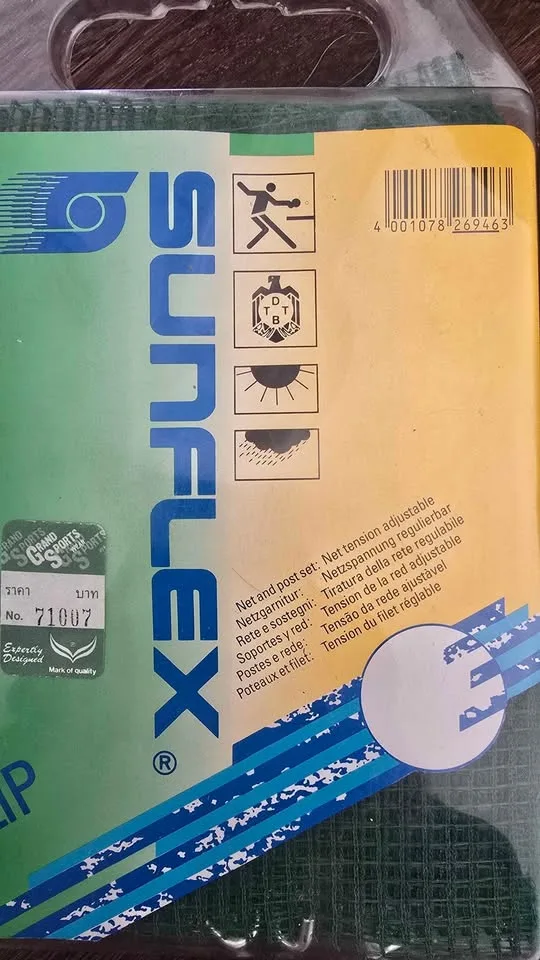 4 001078 269463
SUNFLEX®
D
T T
B
Net and post set: Net tension adjustable
Netzgarnitur: Netzspannung regulierbar
Rete e sostegni: Tiratura della rete regulabile
Soportes y red: Tension de la red adjustable
Postes e rede: Tensão da rede ajustável
Poteaux et filet: Tension du filet réglable
GRAND SPORTS
ราคา บาท
No. 71007
Expertly
Designed
Mark of quality
IP